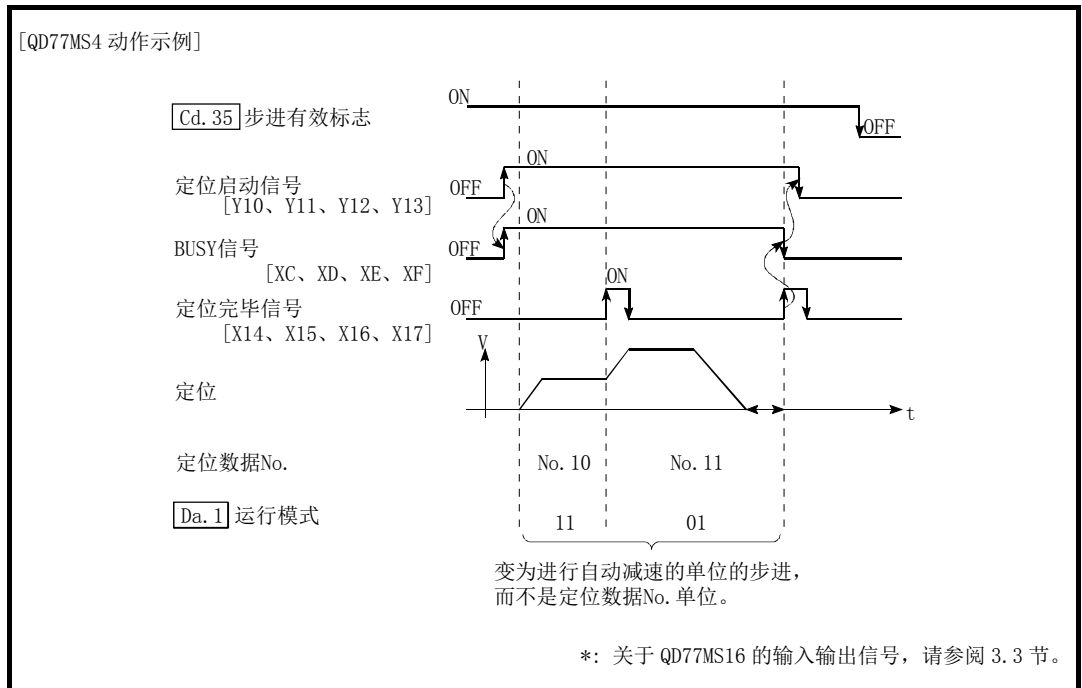 [QD77MS4 动作示例]
ON
Cd.35 步进有效标志
OFF
ON
定位启动信号
OFF
[Y10、Y11、Y12、Y13]
ON
BUSY信号
OFF
[XC、XD、XE、XF]
ON
定位完毕信号
OFF
[X14、X15、X16、X17]
V
定位
t
定位数据No.
No.10
No.11
Da.1 运行模式
11
01
变为进行自动减速的单位的步进，
而不是定位数据No.单位。
*: 关于 QD77MS16 的输入输出信号，请参阅 3.3 节。